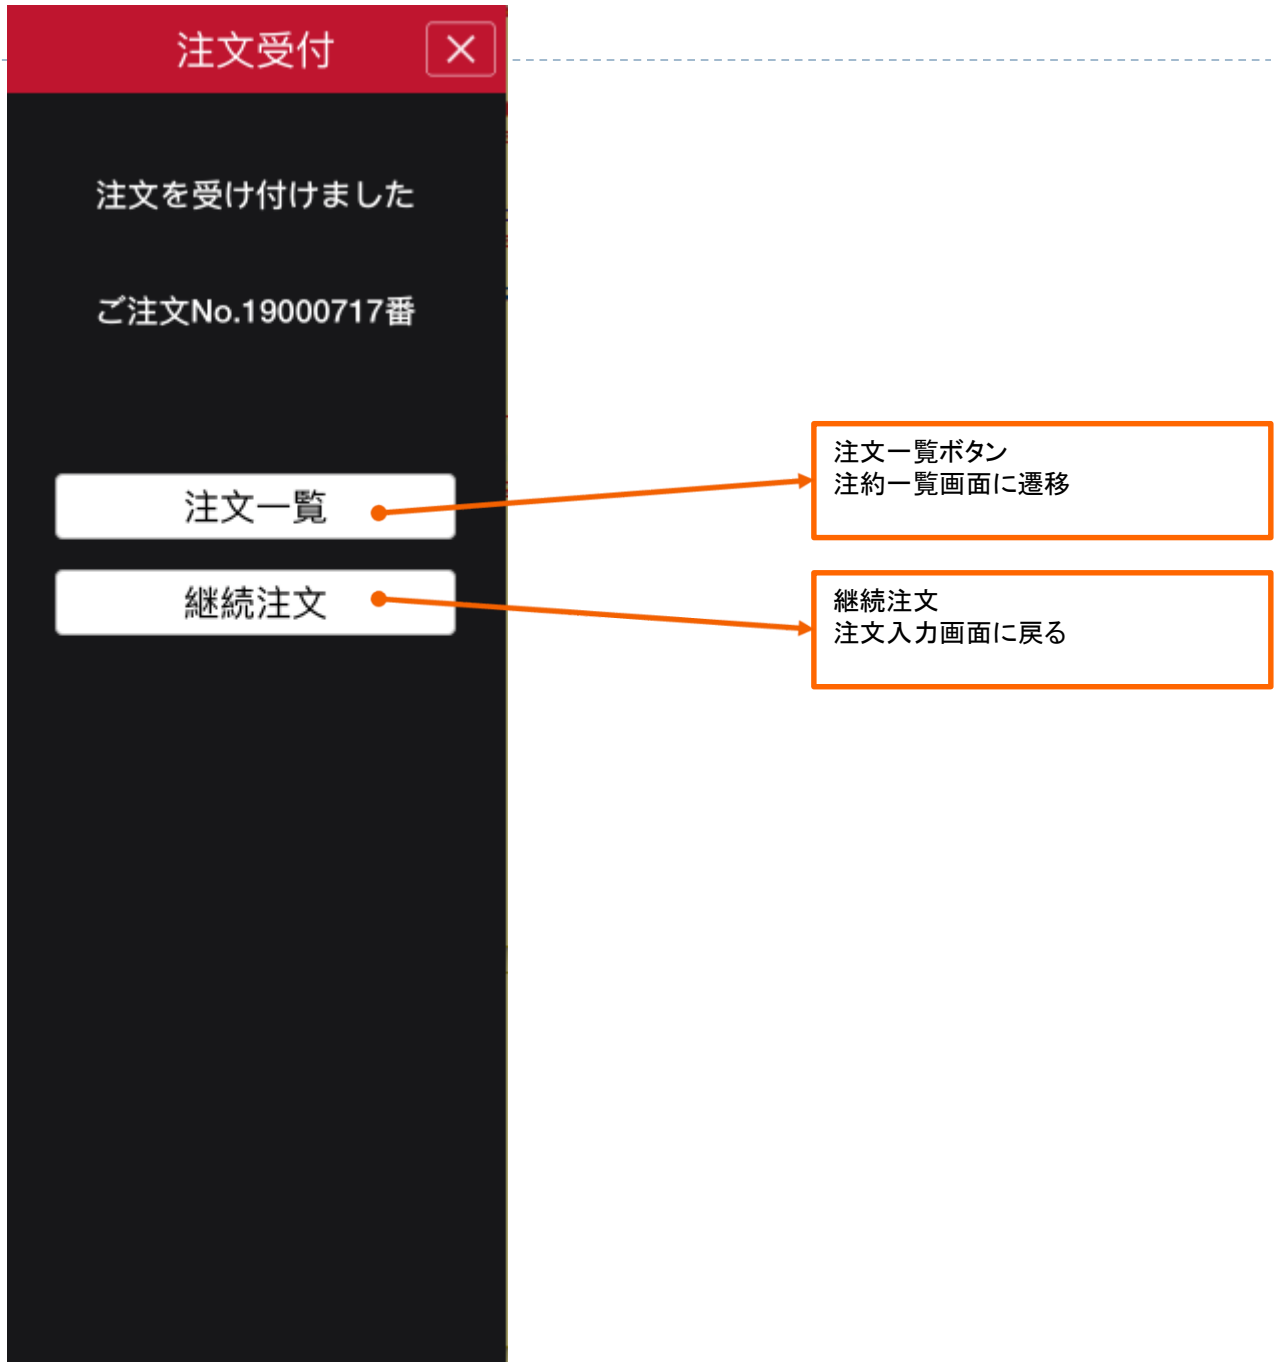 注文受付
注文を受け付けました
ご注文No.19000717番
注文一覧
継続注文
注文一覧ボタン
注約一覧画面に遷移
継続注文
注文入力画面に戻る